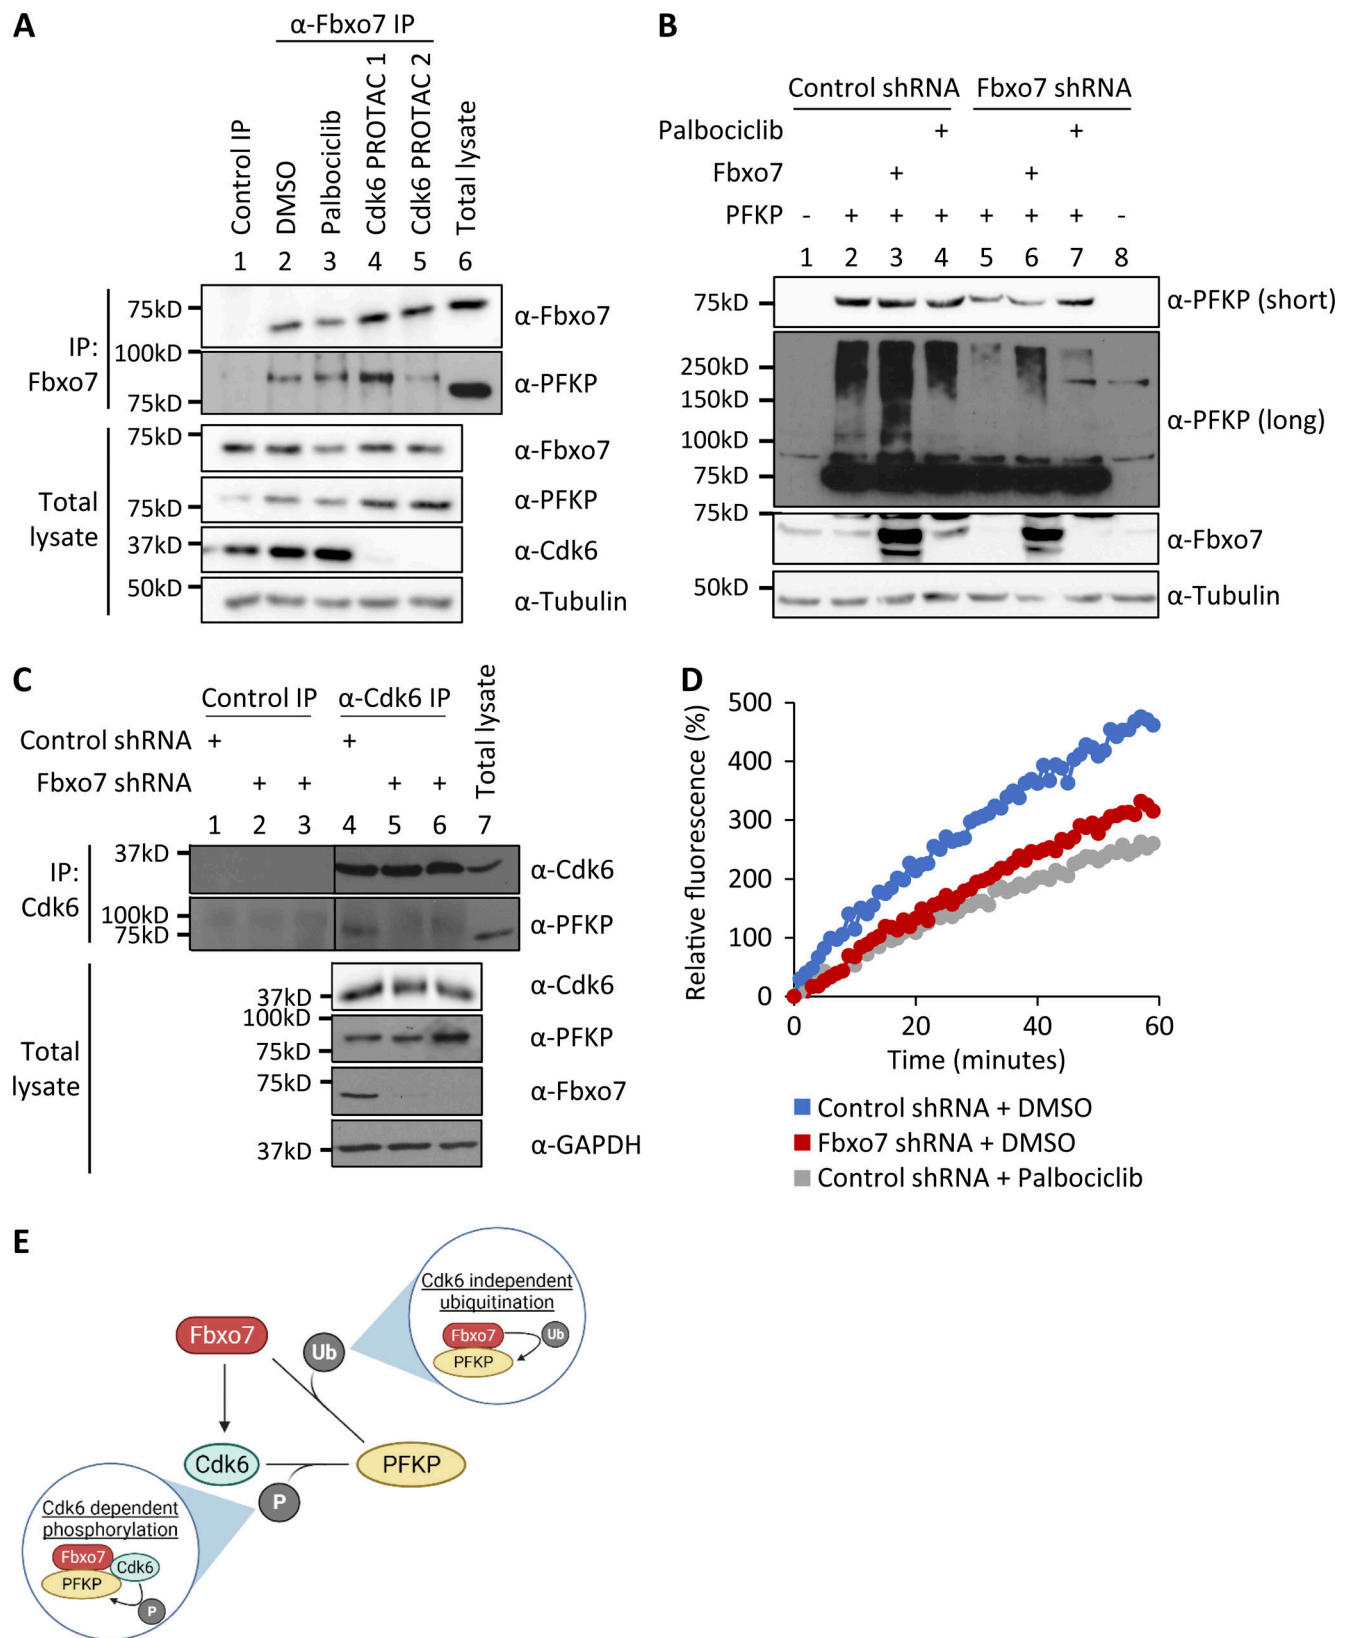 A
α-Fbxo7 IP
Control IP
DMSO
Palbociclib
Cdk6 PROTAC 1
Cdk6 PROTAC 2
Total lysate
1 2 3 4 5 6
IP:
Fbxo7
75kD
α-Fbxo7
100kD
75kD
α-PFKP
Total
lysate
75kD
α-Fbxo7
75kD
α-PFKP
37kD
α-Cdk6
50kD
α-Tubulin
B
Control shRNA Fbxo7 shRNA
Palbociclib + +
Fbxo7 + +
PFKP - + + + + + + -
1 2 3 4 5 6 7 8
75kD
α-PFKP (short)
250kD
150kD
100kD
75kD
α-PFKP (long)
75kD
α-Fbxo7
50kD
α-Tubulin
C
Control IP α-Cdk6 IP
Total lysate
Control shRNA + +
Fbxo7 shRNA + + + +
1 2 3 4 5 6 7
IP:
Cdk6
37kD
α-Cdk6
100kD
75kD
α-PFKP
Total
lysate
37kD
α-Cdk6
100kD
75kD
α-PFKP
75kD
α-Fbxo7
37kD
α-GAPDH
D
Relative fluorescence (%)
500
400
300
200
100
0
0 20 40 60
Time (minutes)
Control shRNA + DMSO
Fbxo7 shRNA + DMSO
Control shRNA + Palbociclib
E
Cdk6 independent
ubiquitination
Fbxo7
Ub
PFKP
Fbxo7
Ub
Cdk6
PFKP
P
Cdk6 dependent
phosphorylation
Fbxo7
Cdk6
PFKP
P